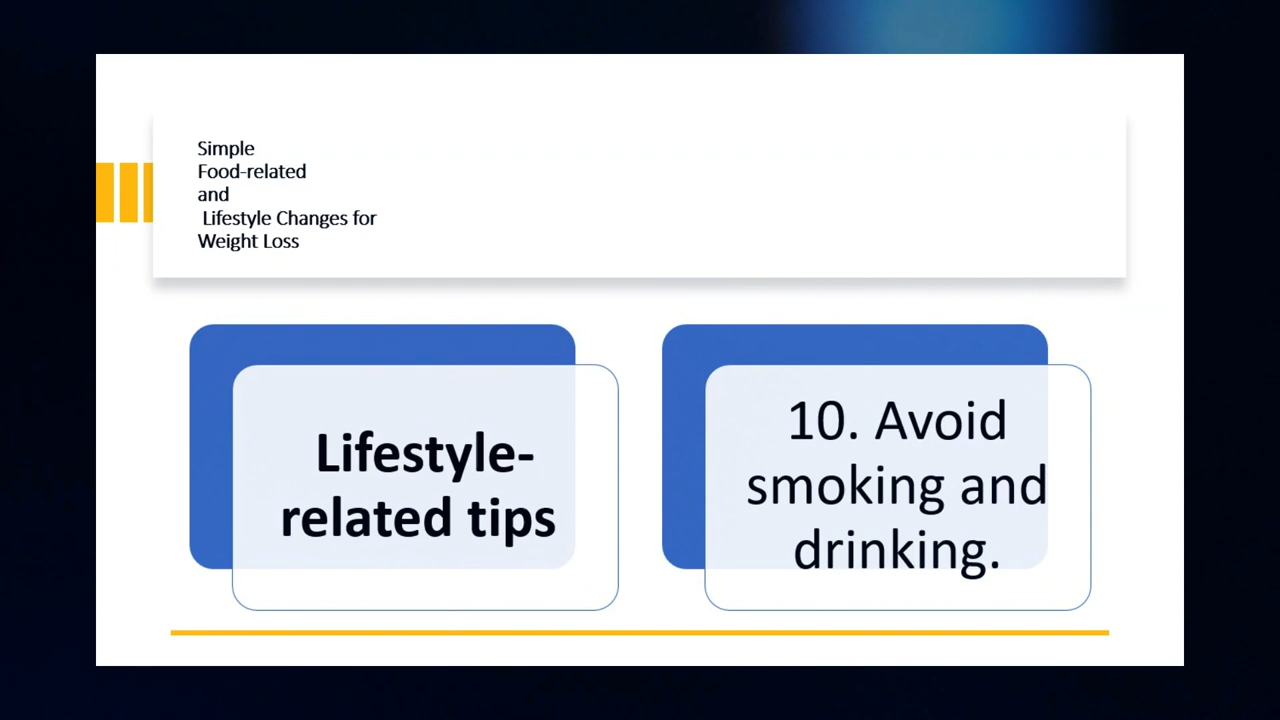 Simple
Food-related
and
Lifestyle Changes for
Weight Loss
Lifestyle-
related tips
10. Avoid
smoking and
drinking.